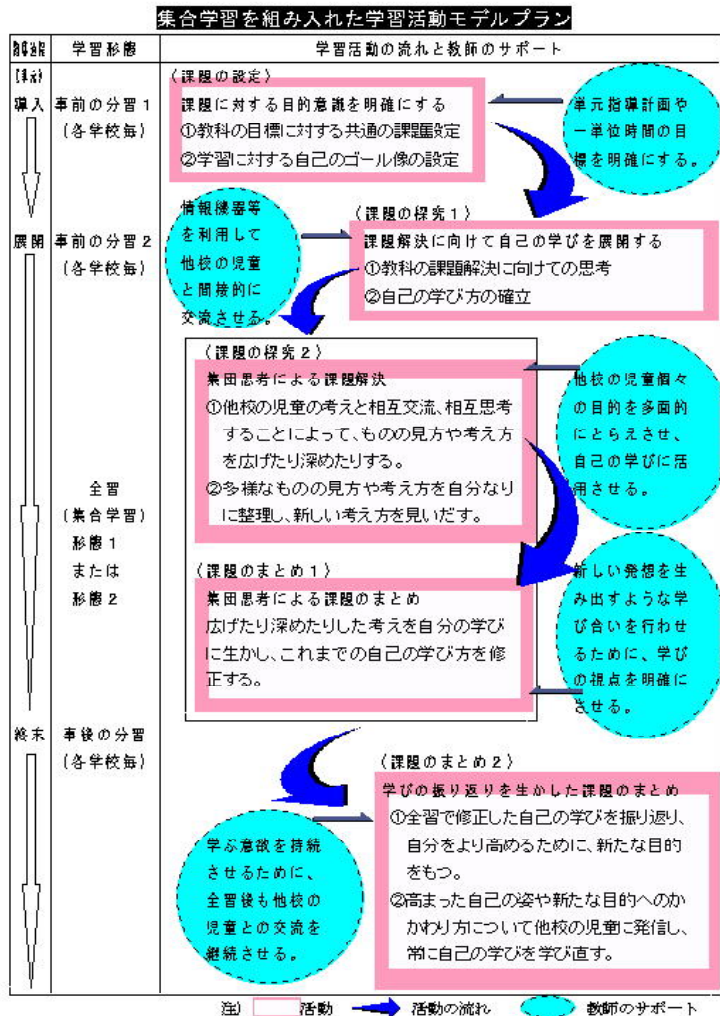 集合学習を組み入れた学習活動モデルプラン
学習形態
学習活動の流れと教師のサポート
(単元)
導入
事前の分習1
(各学校毎)
〈課題の設定〉
課題に対する目的意識を明確にする
①教科の目標に対する共通の課題設定
②学習に対する自己のゴール像の設定
単元指導計画や
一単位時間の目
標を明確にする。
展開
事前の分習2
(各学校毎)
情報機器等
を利用して
他校の児童
と間接的に
交流させる。
〈課題の探究1〉
課題解決に向けて自己の学びを展開する
①教科の課題解決に向けての思考
②自己の学び方の確立
全習
(集合学習)
形態1
または
形態2
〈課題の探究2〉
集団思考による課題解決
①他校の児童の考えと相互交流、相互思考
することによって、ものの見方や考え方
を広げたり深めたりする。
②多様なものの見方や考え方を自分なり
に整理し、新しい考え方を見いだす。
他校の児童個々
の目的を多面的
にとらえさせ、
自己の学びに活
用させる。
〈課題のまとめ1〉
集団思考による課題のまとめ
広げたり深めたりした考えを自分の学び
に生かし、これまでの自己の学び方を修
正する。
新しい発想を生
み出すような学
び合いを行わせ
るために、学び
の視点を明確に
させる。
終末
事後の分習
(各学校毎)
〈課題のまとめ2〉
学びの振り返りを生かした課題のまとめ
①全習で修正した自己の学びを振り返り、
自分をより高めるために、新たな目的
をもつ。
②高まった自己の姿や新たな目的へのか
かわり方について他校の児童に発信し、
常に自己の学びを学び直す。
学ぶ意欲を持続
させるために、
全習後も他校の
児童との交流を
継続させる。
注) 活動 活動の流れ 教師のサポート